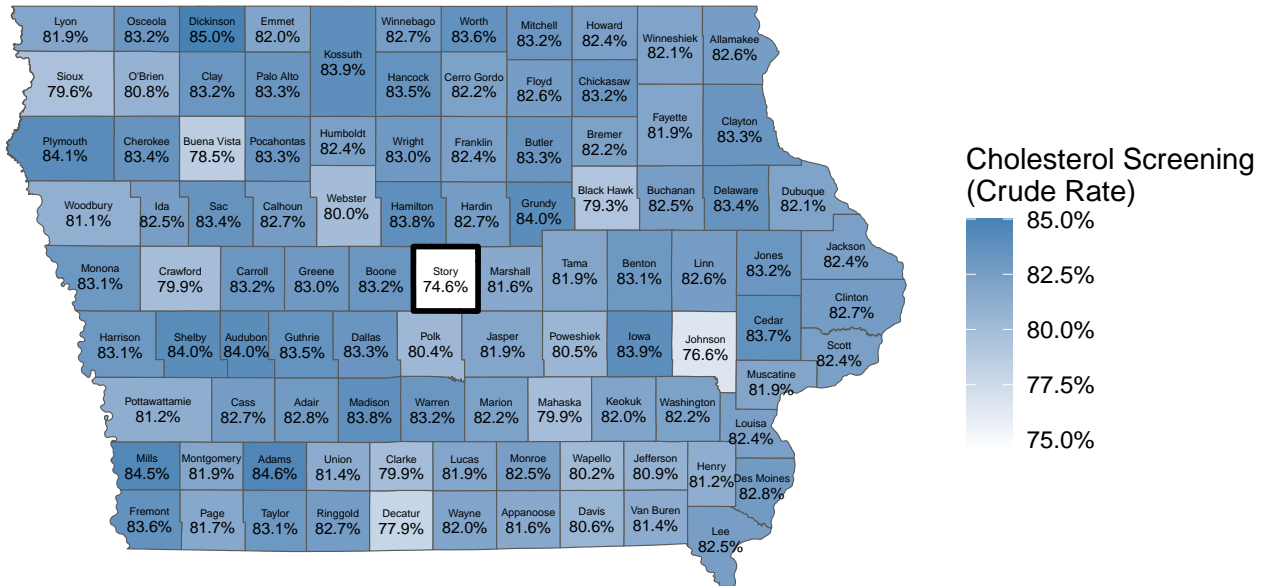 Lyon
81.9%
Osceola
83.2%
Dickinson
85.0%
Emmet
82.0%
Kossuth
83.9%
Winnebago
82.7%
Worth
83.6%
Mitchell
83.2%
Howard
82.4%
Winneshiek
82.1%
Allamakee
82.6%
Sioux
79.6%
O'Brien
80.8%
Clay
83.2%
Palo Alto
83.3%
Hancock
83.5%
Cerro Gordo
82.2%
Floyd
82.6%
Chickasaw
83.2%
Fayette
81.9%
Clayton
83.3%
Plymouth
84.1%
Cherokee
83.4%
Buena Vista
78.5%
Pocahontas
83.3%
Humboldt
82.4%
Wright
83.0%
Franklin
82.4%
Butler
83.3%
Bremer
82.2%
Woodbury
81.1%
Ida
82.5%
Sac
83.4%
Calhoun
82.7%
Webster
80.0%
Hamilton
83.8%
Hardin
82.7%
Grundy
84.0%
Black Hawk
79.3%
Buchanan
82.5%
Delaware
83.4%
Dubuque
82.1%
Monona
83.1%
Crawford
79.9%
Carroll
83.2%
Greene
83.0%
Boone
83.2%
Story
74.6%
Marshall
81.6%
Tama
81.9%
Benton
83.1%
Linn
82.6%
Jones
83.2%
Jackson
82.4%
Clinton
82.7%
Harrison
83.1%
Shelby
84.0%
Audubon
84.0%
Guthrie
83.5%
Dallas
83.3%
Polk
80.4%
Jasper
81.9%
Poweshiek
80.5%
Iowa
83.9%
Johnson
76.6%
Cedar
83.7%
Scott
82.4%
Muscatine
81.9%
Pottawattamie
81.2%
Cass
82.7%
Adair
82.8%
Madison
83.8%
Warren
83.2%
Marion
82.2%
Mahaska
79.9%
Keokuk
82.0%
Washington
82.2%
Louisa
82.4%
Mills
84.5%
Montgomery
81.9%
Adams
84.6%
Union
81.4%
Clarke
79.9%
Lucas
81.9%
Monroe
82.5%
Wapello
80.2%
Jefferson
80.9%
Henry
81.2%
Des Moines
82.8%
Fremont
83.6%
Page
81.7%
Taylor
83.1%
Ringgold
82.7%
Decatur
77.9%
Wayne
82.0%
Appanoose
81.6%
Davis
80.6%
Van Buren
81.4%
Lee
82.5%
Cholesterol Screening
(Crude Rate)
85.0%
82.5%
80.0%
77.5%
75.0%